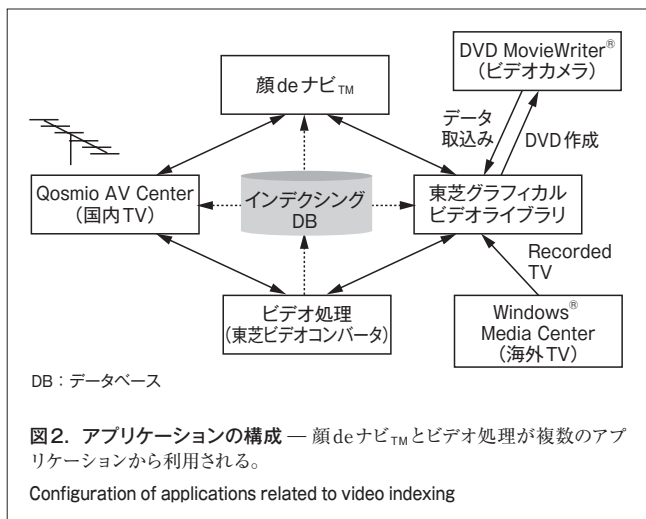 DVD MovieWriter®
(ビデオカメラ)
顔deナビTM
データ
取込み
DVD作成
Qosmio AV Center
(国内TV)
インデクシング
DB
東芝グラフィカル
ビデオライブラリ
Recorded
TV
ビデオ処理
(東芝ビデオコンバータ)
Windows®
Media Center
(海外TV)
DB:データベース
図2. アプリケーションの構成 — 顔deナビTMとビデオ処理が複数のアプ
リケーションから利用される。
Configuration of applications related to video indexing